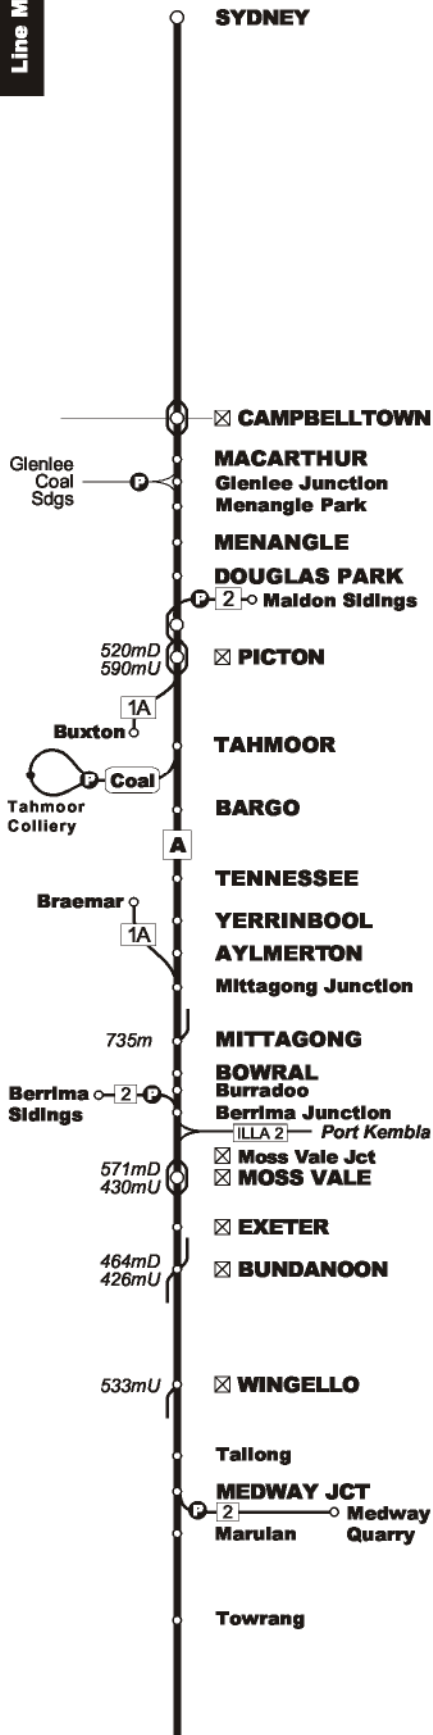 Line M
SYDNEY
CAMPBELLTOWN
MACARTHUR
Glenlee
Coal
Sdgs
P
Glenlee Junction
Menangle Park
MENANGLE
DOUGLAS PARK
P
2
Maldon Sidings
520mD
590mU
PICTON
1A
Buxton
TAHMOOR
P
Coal
Tahmoor
Colliery
BARGO
A
TENNESSEE
Braemar
YERRINBOOL
1A
AYLMERTON
Mittagong Junction
735m
MITTAGONG
BOWRAL
Burradoo
Berrima
Sidings
2
P
Berrima Junction
ILLA 2
Port Kembla
Moss Vale Jct
571mD
430mU
MOSS VALE
EXETER
464mD
426mU
BUNDANOON
533mU
WINGELLO
Tallong
MEDWAY JCT
P
2
Medway
Quarry
Marulan
Towrang